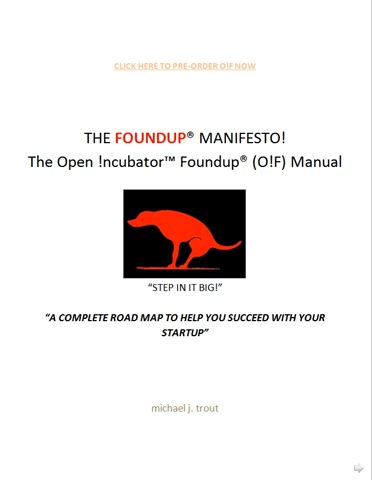 CLICK HERE TO PRE-ORDER O!F NOW
THE FOUNDUP® MANIFESTO!
The Open !ncubator™ Foundup® (O!F) Manual
“STEP IN IT BIG!”
“A COMPLETE ROAD MAP TO HELP YOU SUCCEED WITH YOUR
STARTUP”
michael j. trout